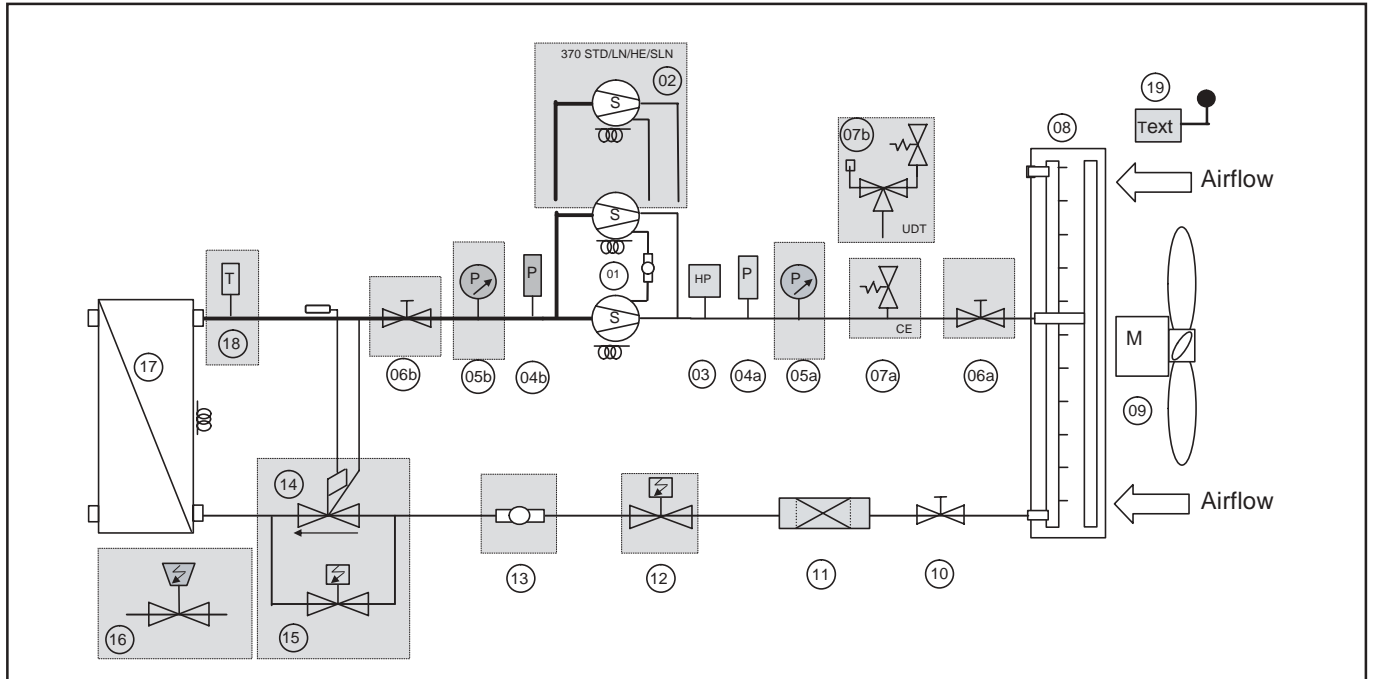 370 STD/LN/HE/SLN
02
S
19
Text
08
07b
UDT
Airflow
S
01
S
T
18
06b
P
05b
P
04b
HP
03
P
04a
P
05a
CE
07a
06a
M
09
17
14
Airflow
13
12
11
10
16
15